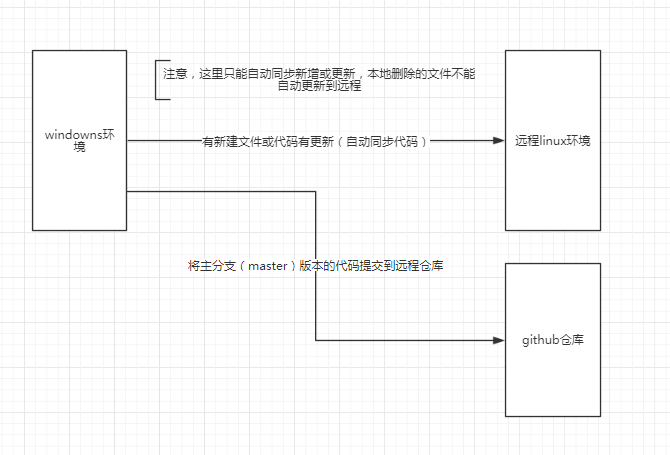 注意，这里只能自动同步新增或更新，本地删除的文件不能
自动更新到远程
windowns环
境
有新建文件或代码有更新（自动同步代码）
远程linux环境
将主分支（master）版本的代码提交到远程仓库
github仓库